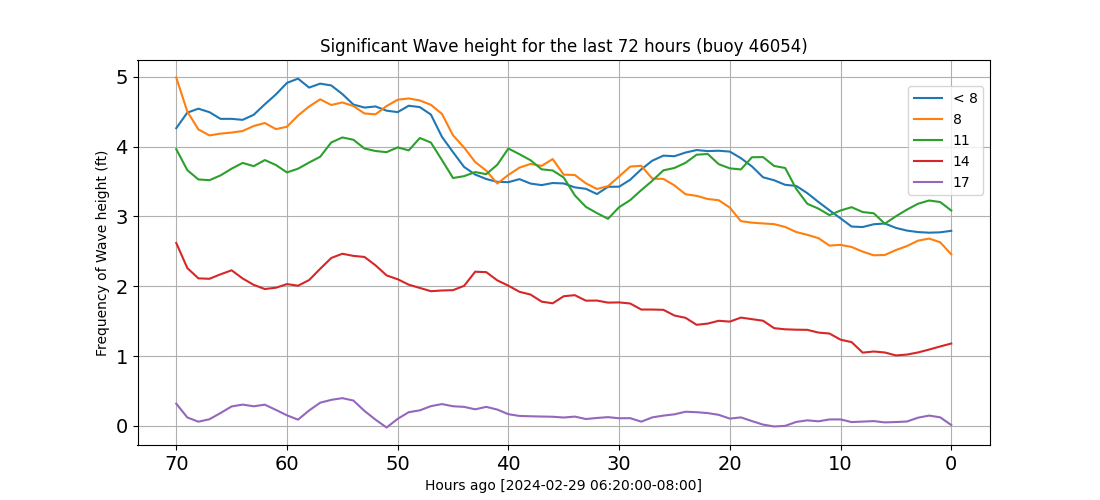 Significant Wave height for the last 72 hours (buoy 46054)
Frequency of Wave height (ft)
5
4
3
2
1
0
< 8
8
11
14
17
70 60 50 40 30 20 10 0
Hours ago [2024-02-29 06:20:00-08:00]